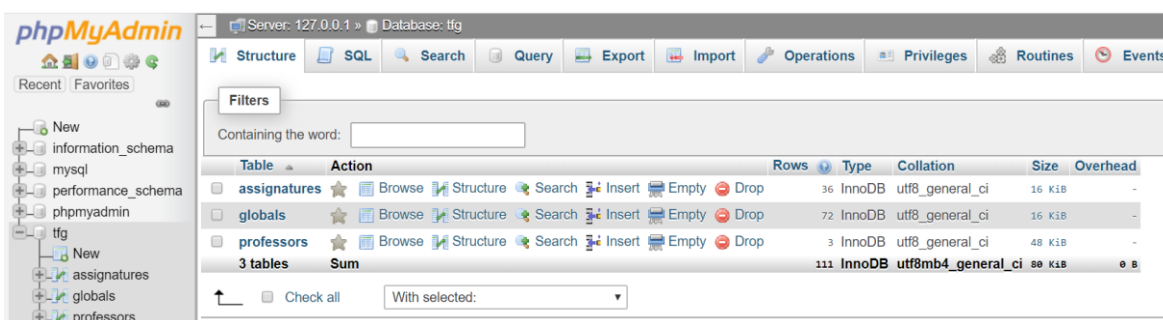 phpMyAdmin
Recent Favorites
New
information_schema
mysql
performance_schema
phpmyadmin
tfg
New
assignatures
globals
professors
Server: 127.0.0.1 » Database: tfg
Structure SQL Search Query Export Import Operations Privileges Routines Events
Filters
Containing the word:
Table Action Rows Type Collation Size Overhead
assignatures Browse Structure Search Insert Empty Drop 36 InnoDB utf8_general_ci 16 KiB -
globals Browse Structure Search Insert Empty Drop 72 InnoDB utf8_general_ci 16 KiB -
professors Browse Structure Search Insert Empty Drop 3 InnoDB utf8_general_ci 48 KiB -
3 tables Sum 111 InnoDB utf8mb4_general_ci 80 KiB 0 B
Check all With selected: